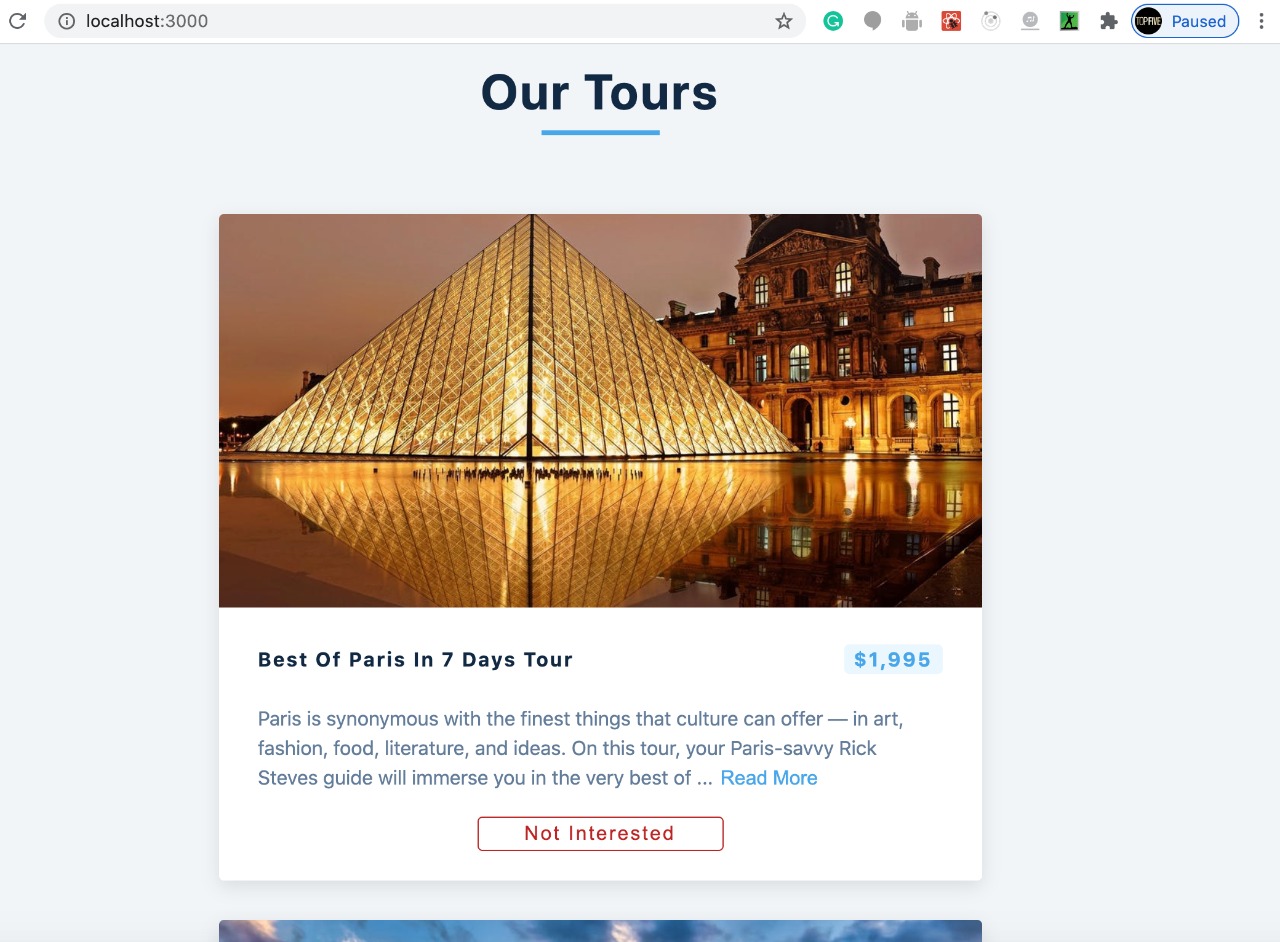 localhost:3000
TOPFIVE
Paused
Our Tours
Best Of Paris In 7 Days Tour
$1,995
Paris is synonymous with the finest things that culture can offer — in art,
fashion, food, literature, and ideas. On this tour, your Paris-savvy Rick
Steves guide will immerse you in the very best of ... Read More
Not Interested